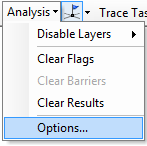 Analysis Trace Tas
Disable Layers
Clear Flags
Clear Barriers
Clear Results
Options...